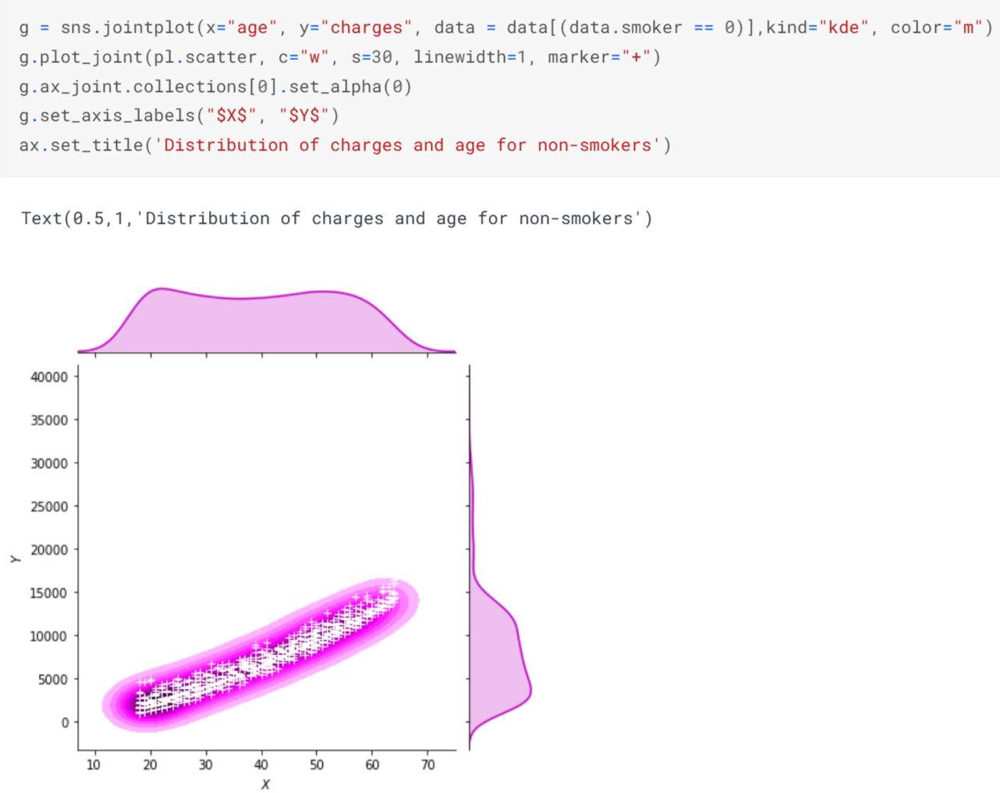 g = sns.jointplot(x="age", y="charges", data = data[(data.smoker == 0)],kind="kde", color="m")
g.plot_joint(pl.scatter, c="w", s=30, linewidth=1, marker="+")
g.ax_joint.collections[0].set_alpha(0)
g.set_axis_labels("$X$", "$Y$")
ax.set_title('Distribution of charges and age for non-smokers')
Text(0.5,1,'Distribution of charges and age for non-smokers')
40000
35000
30000
25000
20000
Y
15000
10000
5000
0
10 20 30 40 50 60 70
X